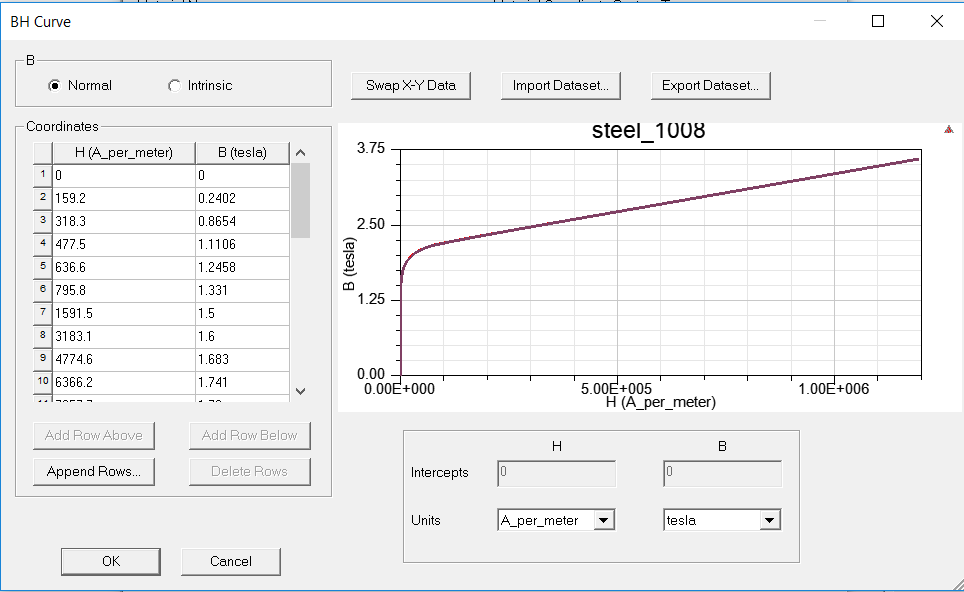 BH Curve
B
Normal
Intrinsic
Swap X-Y Data
Import Dataset...
Export Dataset...
Coordinates
H (A_per_meter) B (tesla)
1 0 0
2 159.2 0.2402
3 318.3 0.8654
4 477.5 1.1106
5 636.6 1.2458
6 795.8 1.331
7 1591.5 1.5
8 3183.1 1.6
9 4774.6 1.683
10 6366.2 1.741
Add Row Above
Add Row Below
Append Rows...
Delete Rows
OK
Cancel
steel_1008
3.75
2.50
1.25
0.00
B (tesla)
0.00E+000 5.00E+005 1.00E+006
H (A_per_meter)
H B
Intercepts 0 0
Units A_per_meter tesla